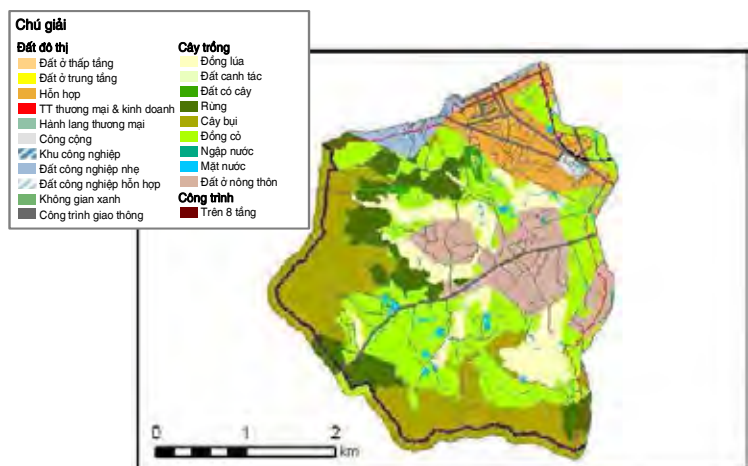 Chú giải
Đất đô thị
Đất ở thấp tầng
Đất ở trung tầng
Hỗn hợp
TT thương mại & kinh doanh
Hành lang thương mại
Công cộng
Khu công nghiệp
Đất công nghiệp nhẹ
Đất công nghiệp hỗn hợp
Không gian xanh
Công trình giao thông
Cây trồng
Đồng lúa
Đất canh tác
Đất có cây
Rừng
Cây bụi
Đồng cỏ
Ngập nước
Mặt nước
Đất ở nông thôn
Công trình
Trên 8 tầng
0 1 2
km